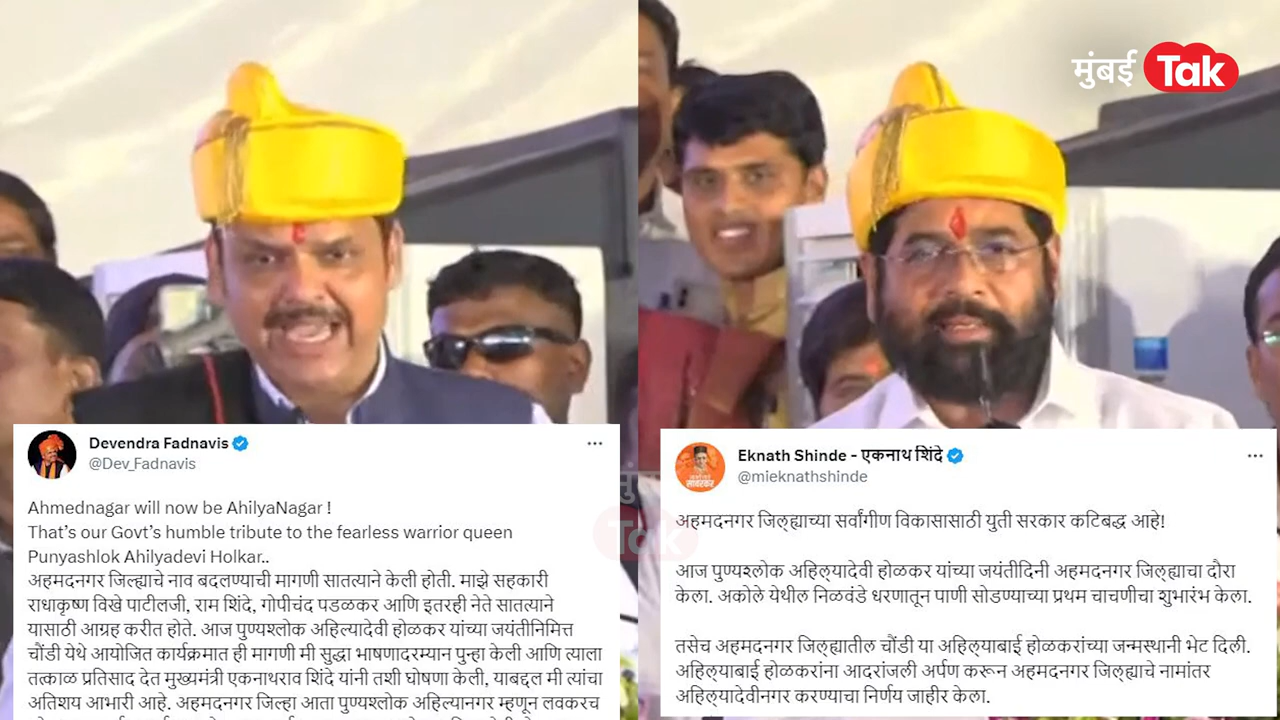 मुंबई Tak
Devendra Fadnavis
@Dev_Fadnavis
Ahmednagar will now be AhilyaNagar !
That's our Govt's humble tribute to the fearless warrior queen
Punyashlok Ahilyadevi Holkar..
अहमदनगर जिल्ह्याचे नाव बदलण्याची मागणी सातत्याने केली होती. माझे सहकारी
राधाकृष्ण विखे पाटीलजी, राम शिंदे, गोपीचंद पडळकर आणि इतरही नेते सातत्याने
यासाठी आग्रह करीत होते. आज पुण्यश्लोक अहिल्यादेवी होळकर यांच्या जयंतीनिमित्त
चौंडी येथे आयोजित कार्यक्रमात ही मागणी मी सुद्धा भाषणादरम्यान पुन्हा केली आणि त्याला
तत्काळ प्रतिसाद देत मुख्यमंत्री एकनाथराव शिंदे यांनी तशी घोषणा केली, याबद्दल मी त्यांचा
अतिशय आभारी आहे. अहमदनगर जिल्हा आता पुण्यश्लोक अहिल्यानगर म्हणून लवकरच
Eknath Shinde - एकनाथ शिंदे
@mieknathshinde
अहमदनगर जिल्ह्याच्या सर्वांगीण विकासासाठी युती सरकार कटिबद्ध आहे!
आज पुण्यश्लोक अहिल्यादेवी होळकर यांच्या जयंतीदिनी अहमदनगर जिल्ह्याचा दौरा
केला. अकोले येथील निळवंडे धरणातून पाणी सोडण्याच्या प्रथम चाचणीचा शुभारंभ केला.
तसेच अहमदनगर जिल्ह्यातील चौंडी या अहिल्याबाई होळकरांच्या जन्मस्थानी भेट दिली.
अहिल्याबाई होळकरांना आदरांजली अर्पण करून अहमदनगर जिल्ह्याचे नामांतर
अहिल्यादेवीनगर करण्याचा निर्णय जाहीर केला.